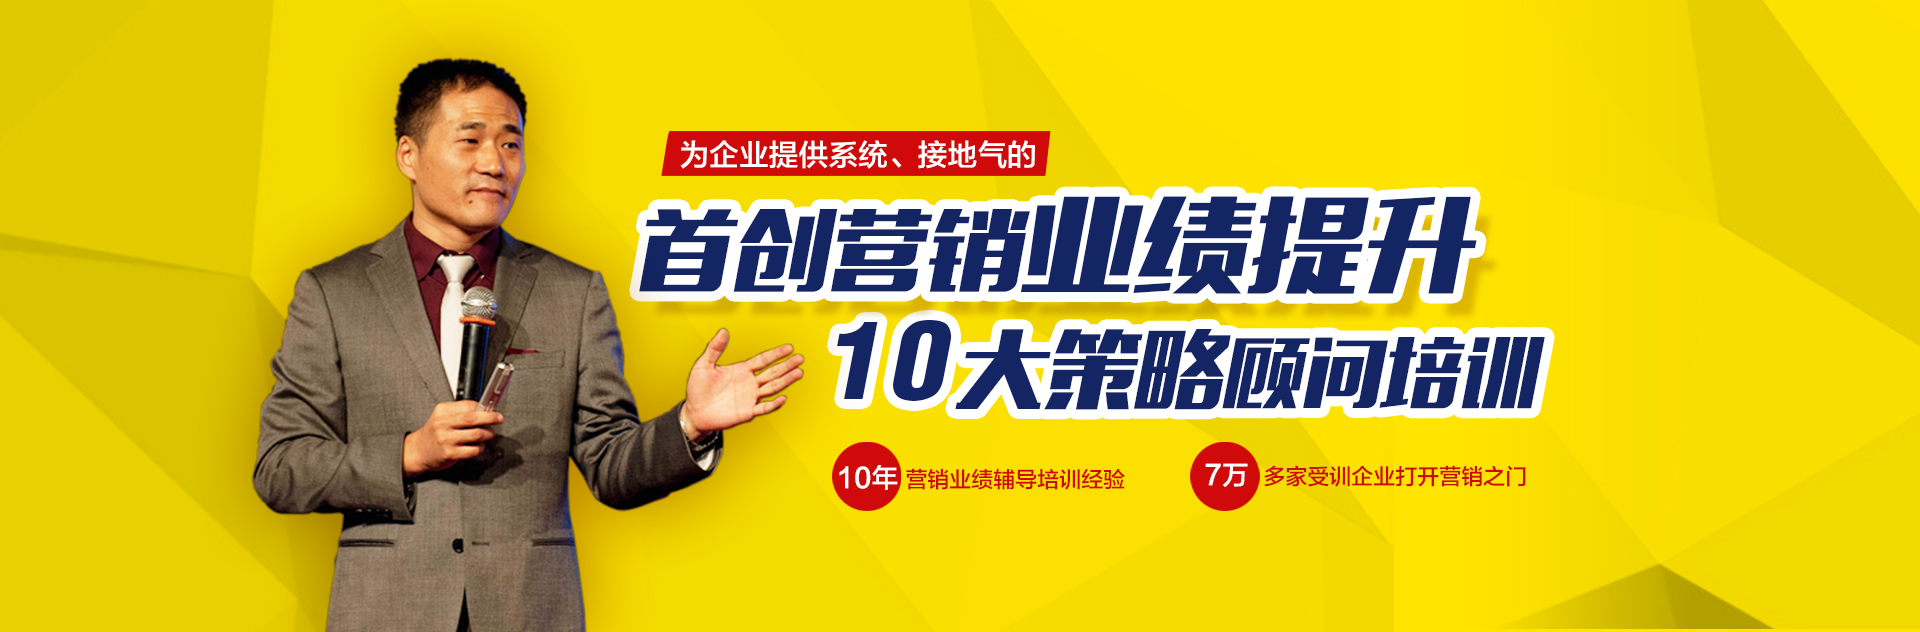 为企业提供系统、接地气的
首创营销业绩提升
10大策略顾问培训
10年 营销业绩辅导培训经验
7万 多家受训企业打开营销之门